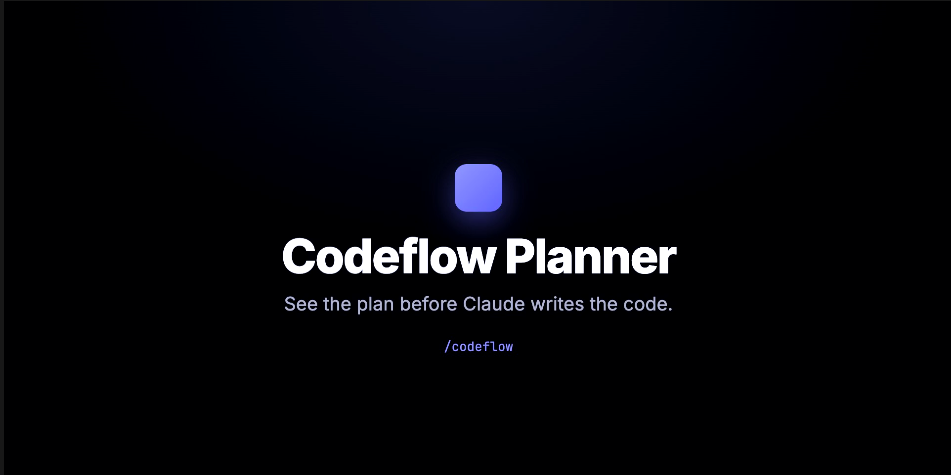 Codeflow Planner
See the plan before Claude writes the code.
/codeflow